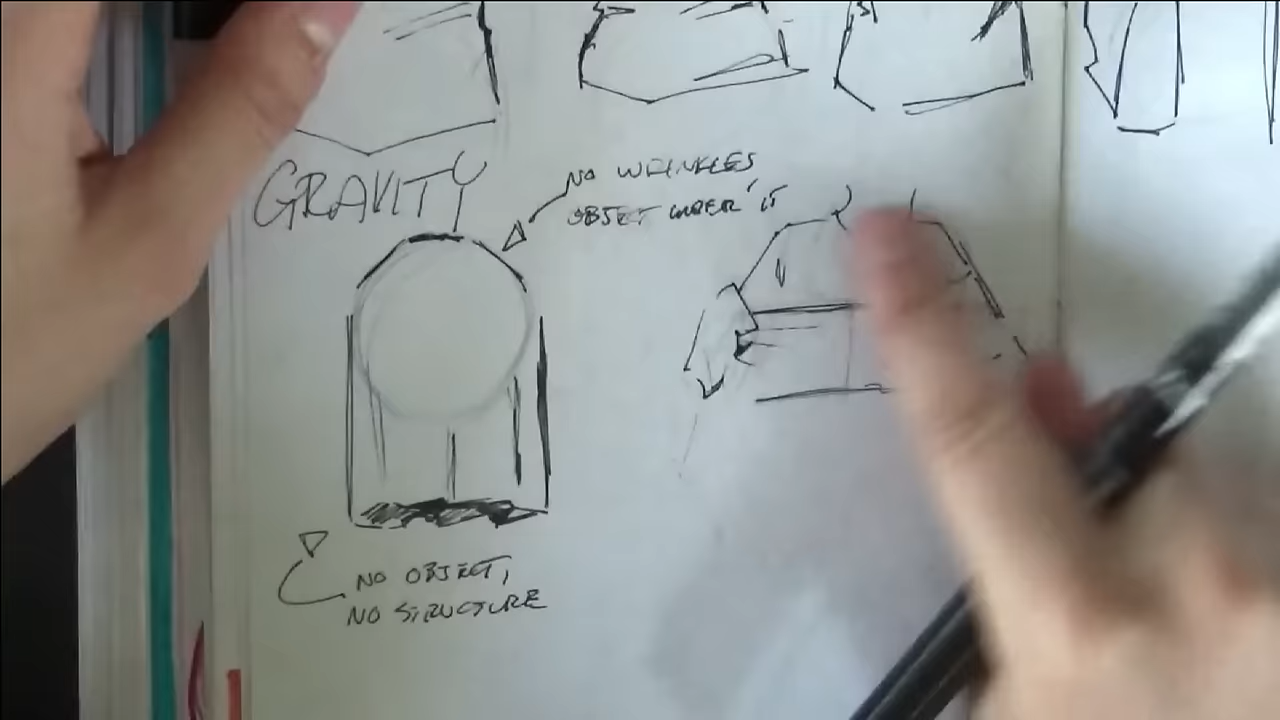 GRAVITY
NO WRINKLES,
OBJECT UNDER IT
NO OBJECT,
NO STRUCTURE